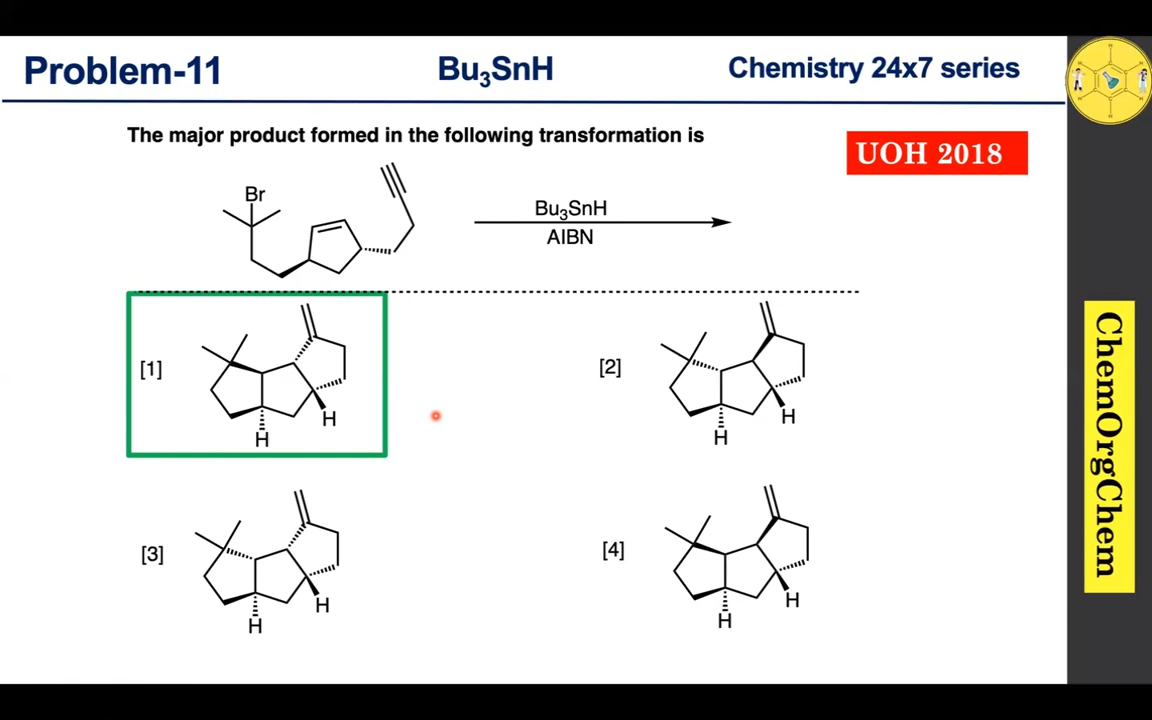 Problem-11
Bu₃SnH
Chemistry 24x7 series
The major product formed in the following transformation is
UOH 2018
Br
Bu₃SnH
AIBN
[1]
H
H
[2]
H
H
[3]
H
H
[4]
H
H
ChemOrgChem